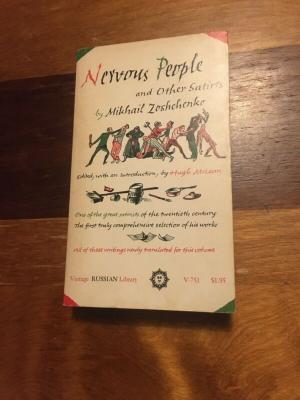 Nervous People
and Other Satires
by Mikhail Zoshchenko
Edited, with an introduction, by Hugh McLean
One of the great satirists of the twentieth century
The first truly comprehensive selection of his works
All of these writings newly translated for this volume
Vintage RUSSIAN Library V-751 $1.95